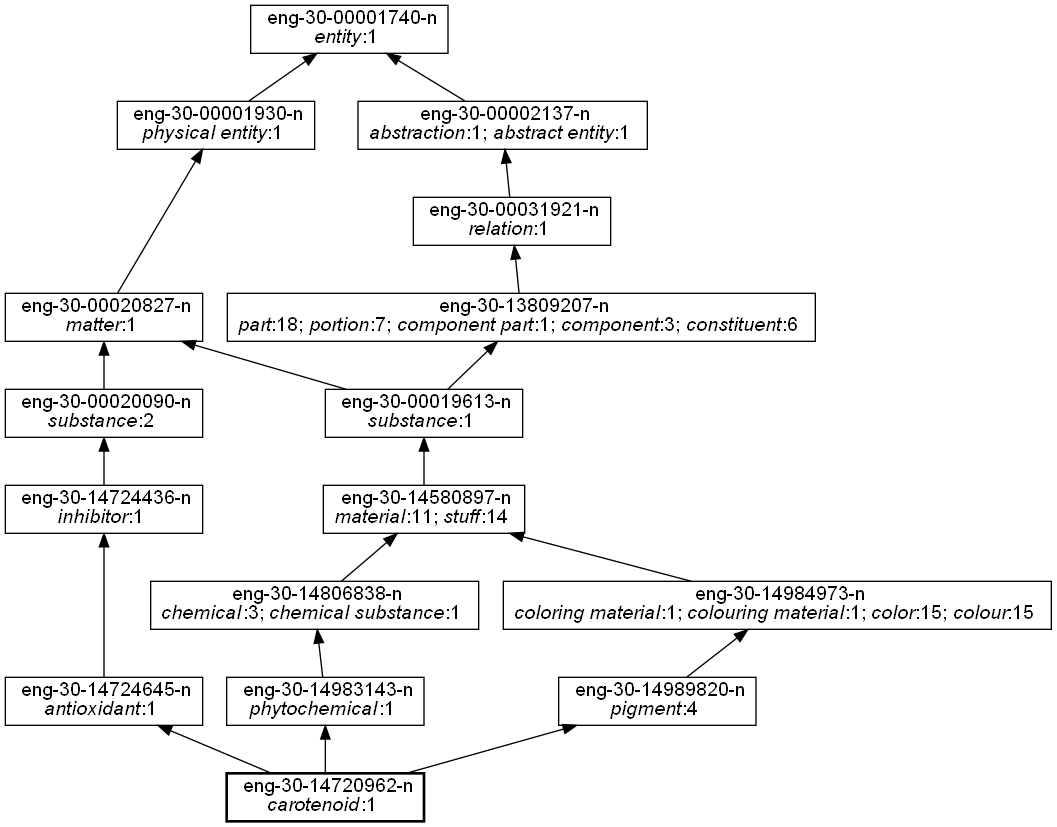 eng-30-00001740-n
entity:1
eng-30-00001930-n
physical entity:1
eng-30-00002137-n
abstraction:1; abstract entity:1
eng-30-00031921-n
relation:1
eng-30-00020827-n
matter:1
eng-30-13809207-n
part:18; portion:7; component part:1; component:3; constituent:6
eng-30-00020090-n
substance:2
eng-30-00019613-n
substance:1
eng-30-14724436-n
inhibitor:1
eng-30-14580897-n
material:11; stuff:14
eng-30-14806838-n
chemical:3; chemical substance:1
eng-30-14984973-n
coloring material:1; colouring material:1; color:15; colour:15
eng-30-14724645-n
antioxidant:1
eng-30-14983143-n
phytochemical:1
eng-30-14989820-n
pigment:4
eng-30-14720962-n
carotenoid:1